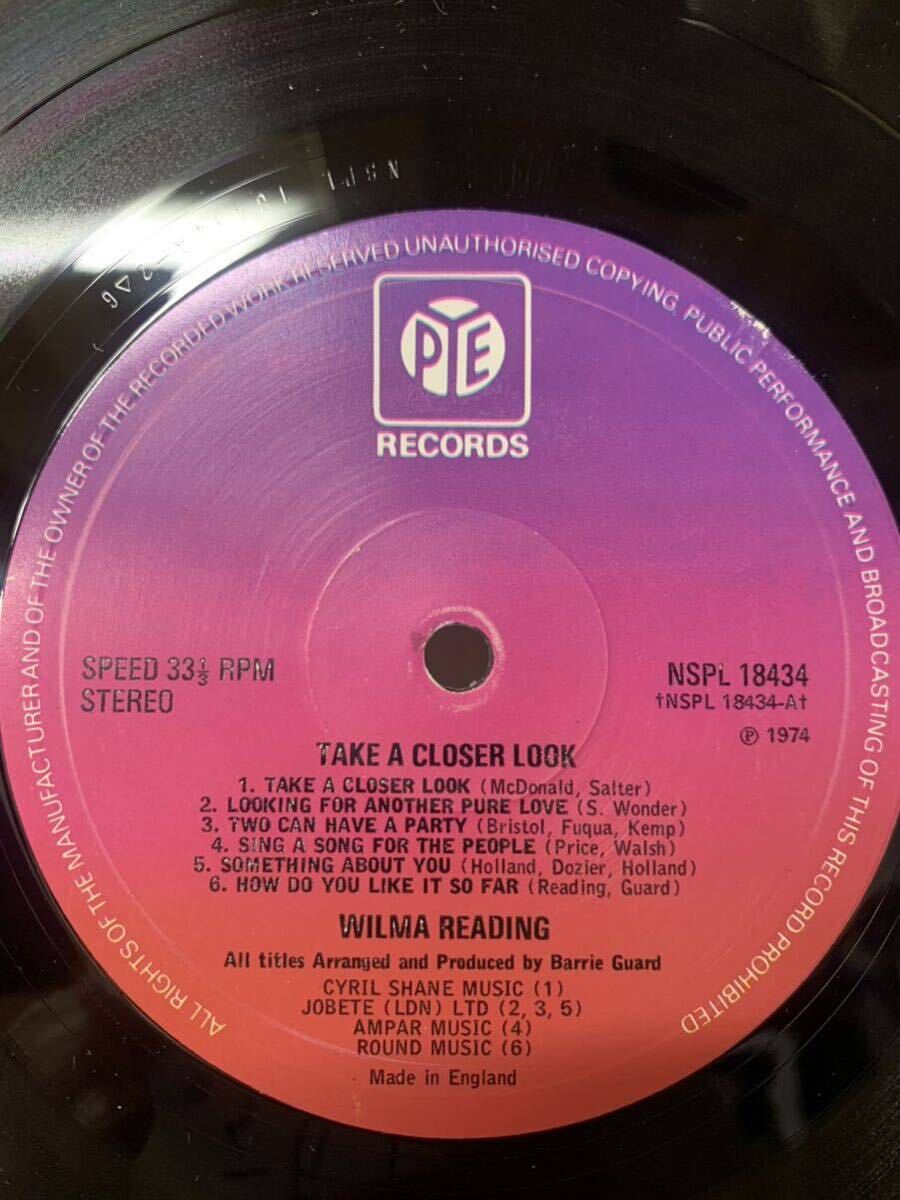 ALL RIGHTS OF THE MANUFACTURER AND OF THE OWNER OF THE RECORDED WORK RESERVED UNAUTHORISED COPYING, PUBLIC PERFORMANCE AND BROADCASTING OF THIS RECORD PROHIBITED
PYE
RECORDS
SPEED 33⅓ RPM
STEREO
NSPL 18434
†NSPL 18434-A†
℗ 1974
TAKE A CLOSER LOOK
1. TAKE A CLOSER LOOK (McDonald, Salter)
2. LOOKING FOR ANOTHER PURE LOVE (S. Wonder)
3. TWO CAN HAVE A PARTY (Bristol, Fuqua, Kemp)
4. SING A SONG FOR THE PEOPLE (Price, Walsh)
5. SOMETHING ABOUT YOU (Holland, Dozier, Holland)
6. HOW DO YOU LIKE IT SO FAR (Reading, Guard)
WILMA READING
All titles Arranged and Produced by Barrie Guard
CYRIL SHANE MUSIC (1)
JOBETE (LDN) LTD (2, 3, 5)
AMPAR MUSIC (4)
ROUND MUSIC (6)
Made in England
NSPL